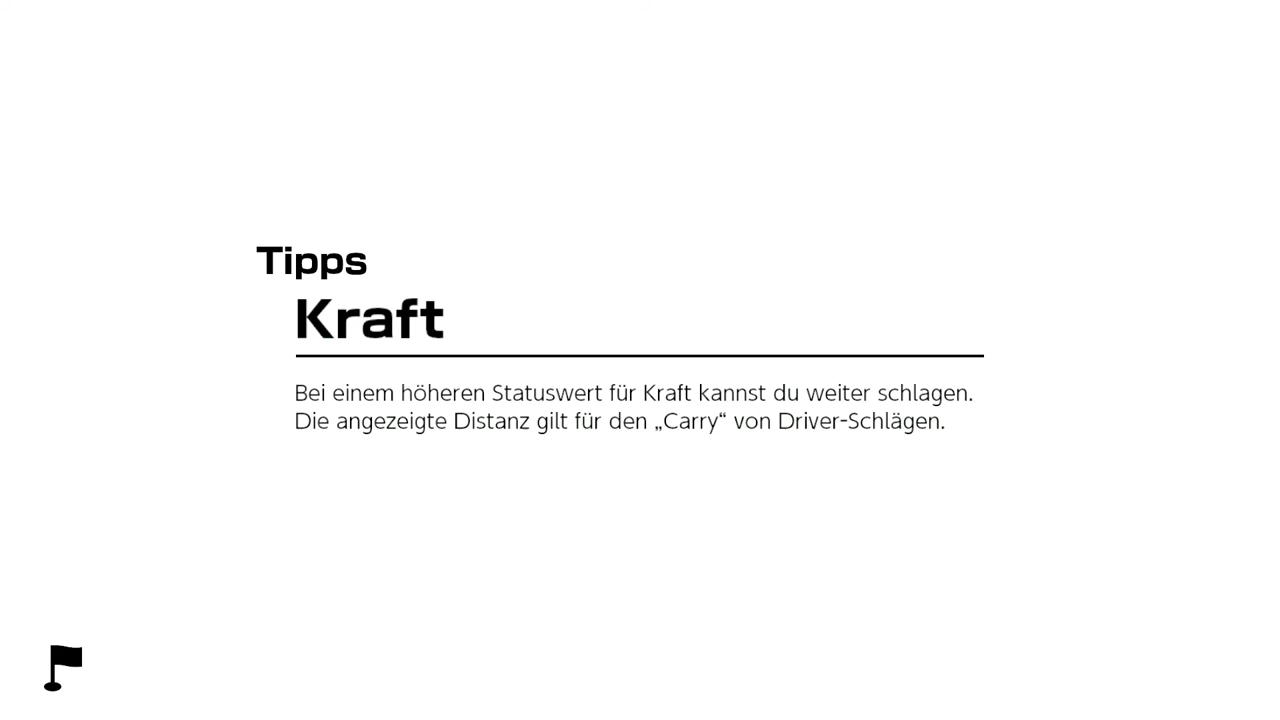 Tipps
Kraft
Bei einem höheren Statuswert für Kraft kannst du weiter schlagen.
Die angezeigte Distanz gilt für den „Carry“ von Driver-Schlägen.